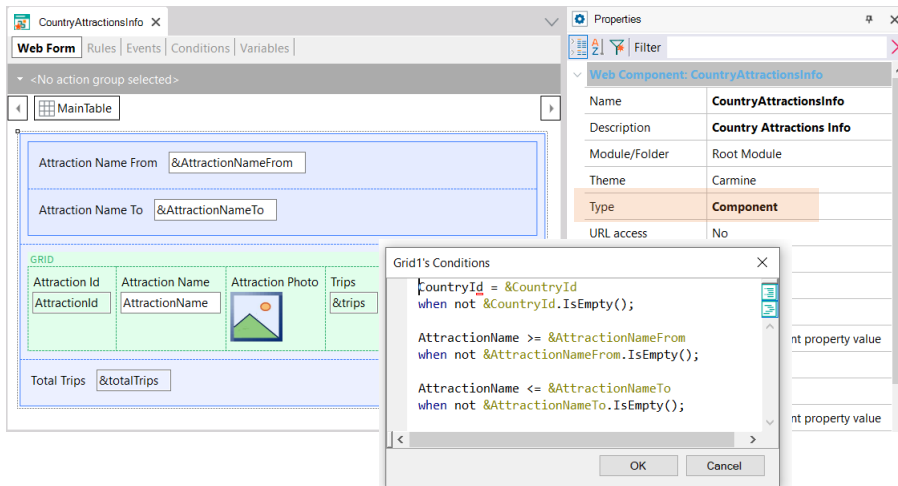 CountryAttractionsInfo
Web Form Rules Events Conditions Variables
<No action group selected>
MainTable
Attraction Name From &AttractionNameFrom
Attraction Name To &AttractionNameTo
GRID
Attraction Id Attraction Name Attraction Photo Trips
AttractionId AttractionName &trips
Total Trips &totalTrips
Properties
Filter
Web Component: CountryAttractionsInfo
Name CountryAttractionsInfo
Description Country Attractions Info
Module/Folder Root Module
Theme Carmine
Type Component
URL access No
nt property value
nt property value
Grid1's Conditions
CountryId = &CountryId
when not &CountryId.IsEmpty();
AttractionName >= &AttractionNameFrom
when not &AttractionNameFrom.IsEmpty();
AttractionName <= &AttractionNameTo
when not &AttractionNameTo.IsEmpty();
OK Cancel